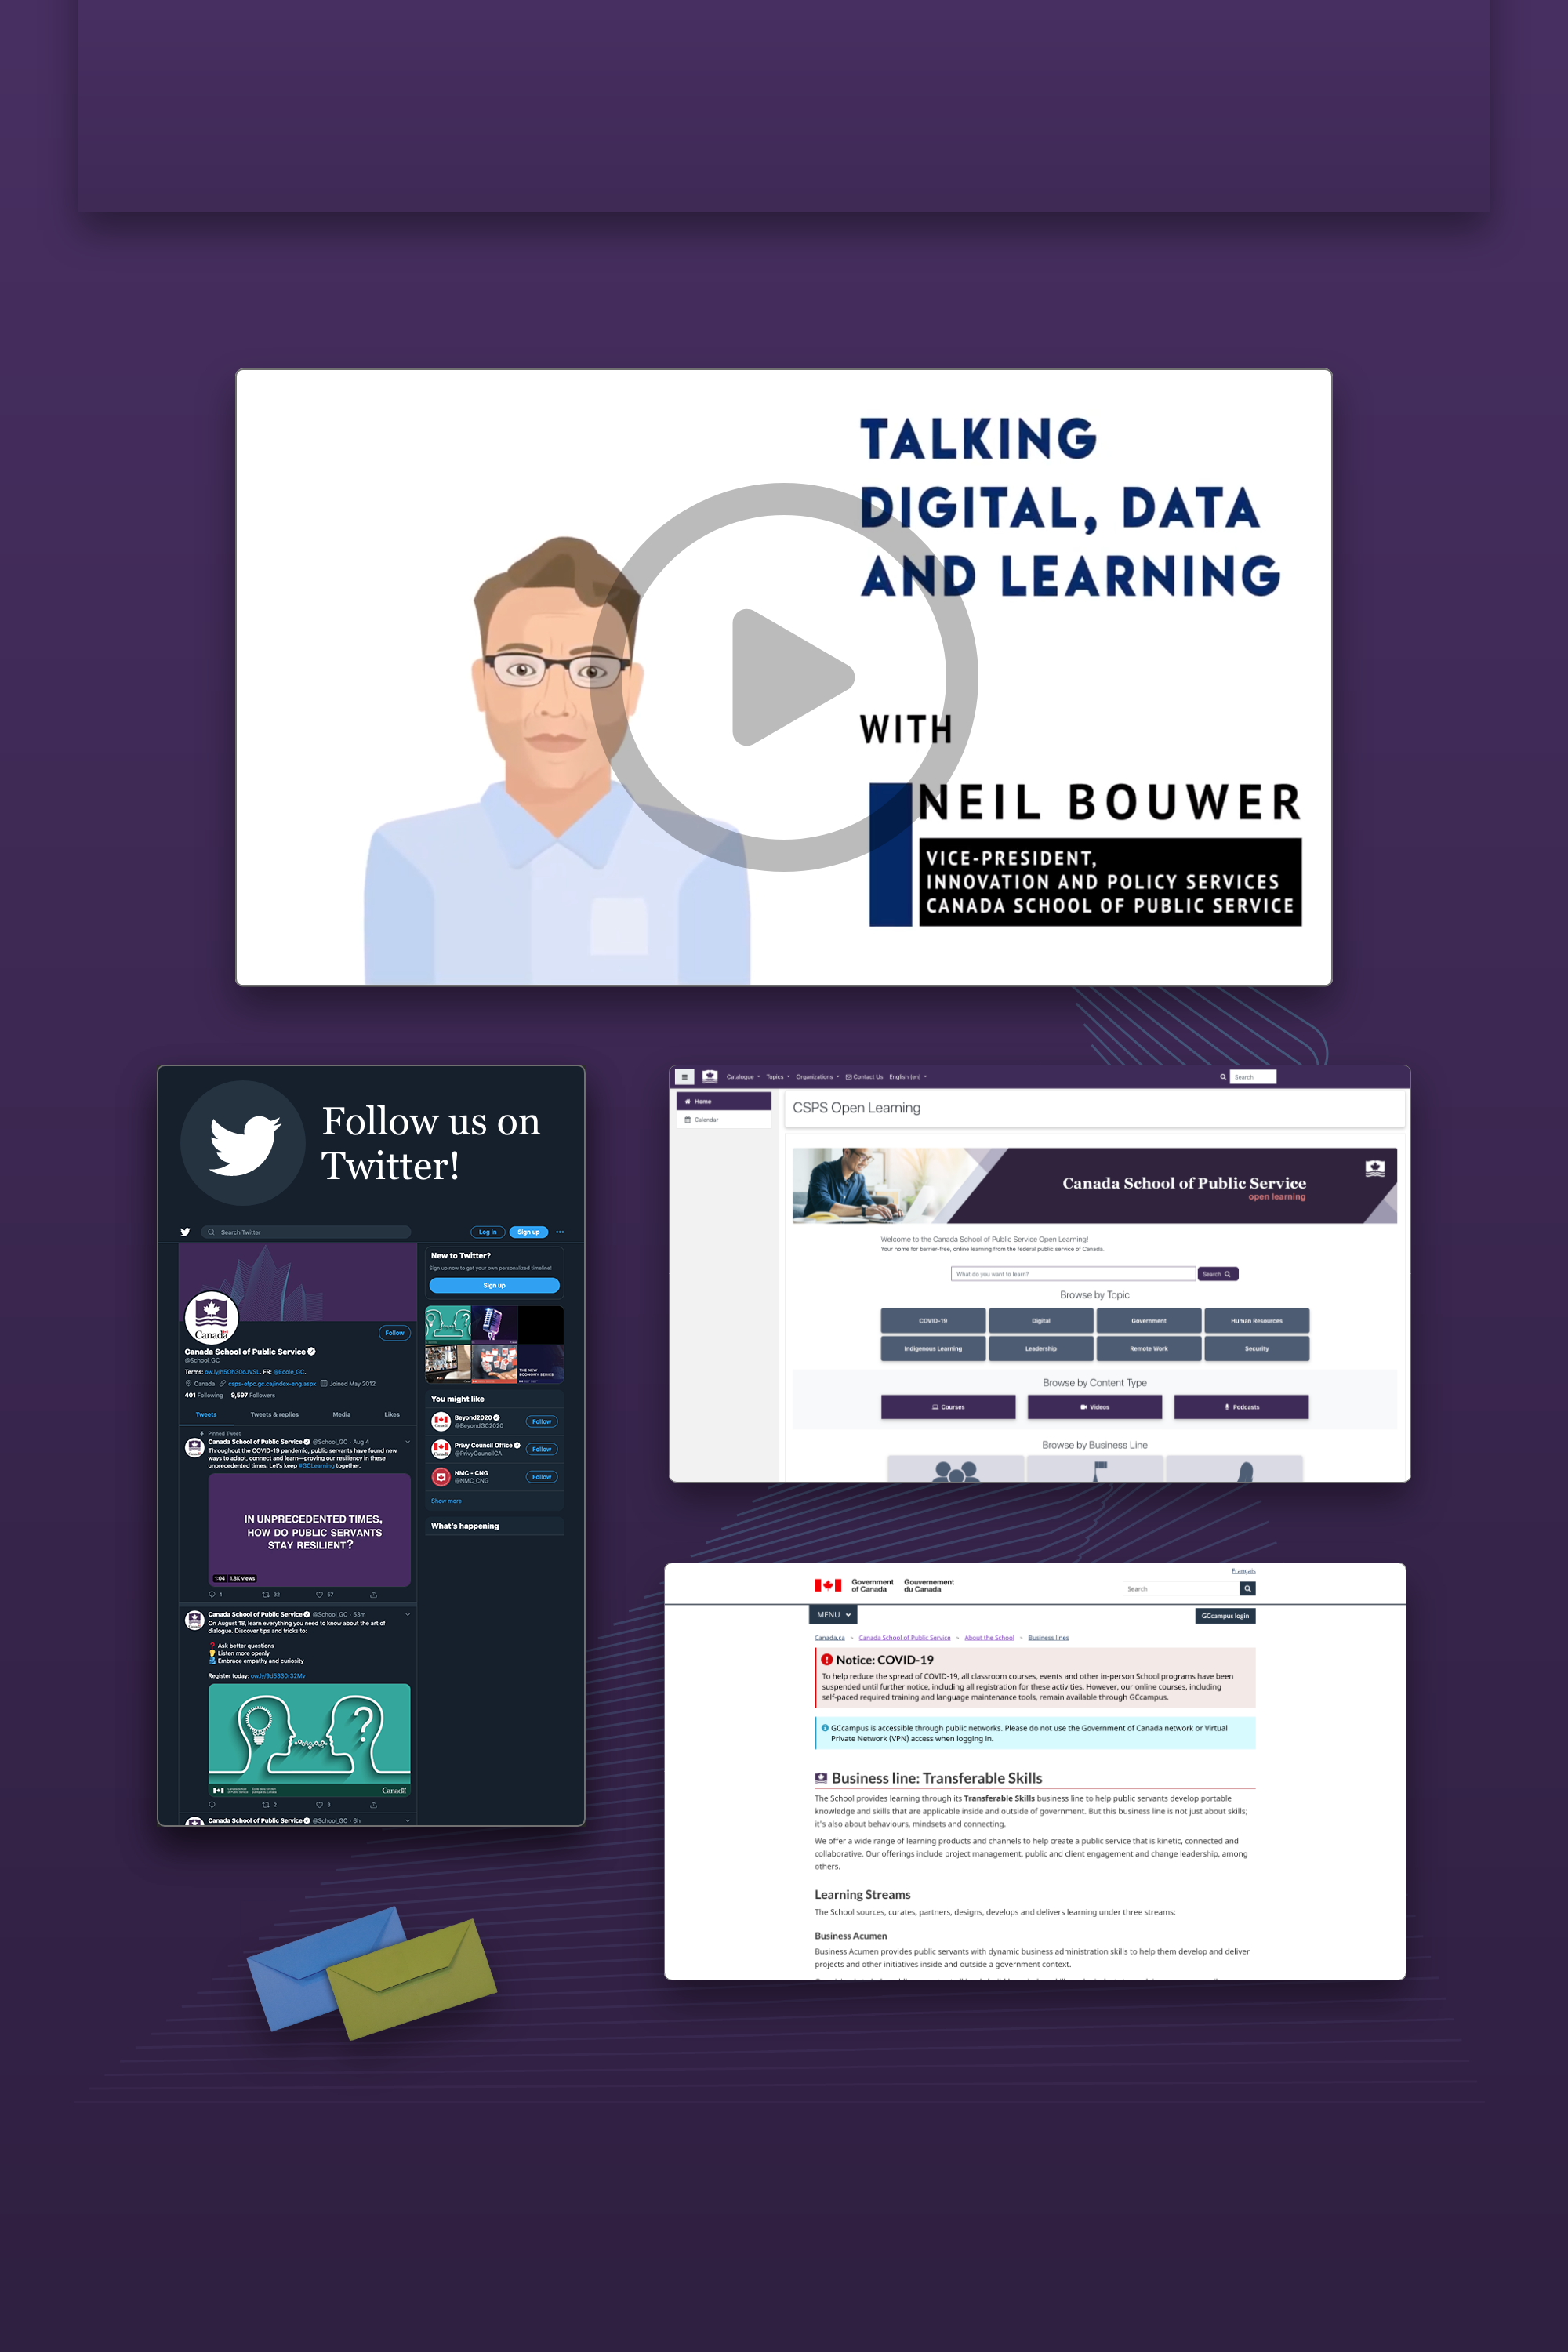 TALKING
DIGITAL, DATA
AND LEARNING
WITH
NEIL BOUWER
VICE-PRESIDENT,
INNOVATION AND POLICY SERVICES
CANADA SCHOOL OF PUBLIC SERVICE
Follow us on
Twitter!
Search Twitter
Log in
Sign up
Canada
Follow
Canada School of Public Service
@School_GC
Terms: ow.ly/h5Oh30oJVSL. FR: @Ecole_GC.
Canada csps-efpc.gc.ca/index-eng.aspx Joined May 2012
401 Following 9,597 Followers
Tweets Tweets & replies Media Likes
Pinned Tweet
Canada School of Public Service @School_GC · Aug 4
Throughout the COVID-19 pandemic, public servants have found new
ways to adapt, connect and learn—proving our resiliency in these
unprecedented times. Let's keep #GCLearning together.
IN UNPRECEDENTED TIMES,
HOW DO PUBLIC SERVANTS
STAY RESILIENT?
1:04 1.8K views
1 32 57
Canada School of Public Service @School_GC · 53m
On August 18, learn everything you need to know about the art of
dialogue. Discover tips and tricks to:
Ask better questions
Listen more openly
Embrace empathy and curiosity
Register today: ow.ly/9d5330r32Mv
?
Canada
2 3
Canada School of Public Service @School_GC · 6h
New to Twitter?
Sign up now to get your own personalized timeline!
Sign up
THE NEW
ECONOMY SERIES
You might like
Beyond2020
@BeyondGC2020
Follow
Privy Council Office
@PrivyCouncilCA
Follow
NMC - CNG
@NMC_CNG
Follow
Show more
What's happening
Catalogue Topics Organizations Contact Us English (en) Search
Home
Calendar
CSPS Open Learning
Canada School of Public Service
open learning
Welcome to the Canada School of Public Service Open Learning!
Your home for barrier-free, online learning from the federal public service of Canada.
What do you want to learn? Search
Browse by Topic
COVID-19 Digital Government Human Resources
Indigenous Learning Leadership Remote Work Security
Browse by Content Type
Courses Videos Podcasts
Browse by Business Line
Français
Government of Canada
Gouvernement du Canada
Search
MENU
GCcampus login
Canada.ca Canada School of Public Service About the School Business lines
Notice: COVID-19
To help reduce the spread of COVID-19, all classroom courses, events and other in-person School programs have been
suspended until further notice, including all registration for these activities. However, our online courses, including
self-paced required training and language maintenance tools, remain available through GCcampus.
GCcampus is accessible through public networks. Please do not use the Government of Canada network or Virtual
Private Network (VPN) access when logging in.
Business line: Transferable Skills
The School provides learning through its Transferable Skills business line to help public servants develop portable
knowledge and skills that are applicable inside and outside of government. But this business line is not just about skills;
it's also about behaviours, mindsets and connecting.
We offer a wide range of learning products and channels to help create a public service that is kinetic, connected and
collaborative. Our offerings include project management, public and client engagement and change leadership, among
others.
Learning Streams
The School sources, curates, partners, designs, develops and delivers learning under three streams:
Business Acumen
Business Acumen provides public servants with dynamic business administration skills to help them develop and deliver
projects and other initiatives inside and outside a government context.